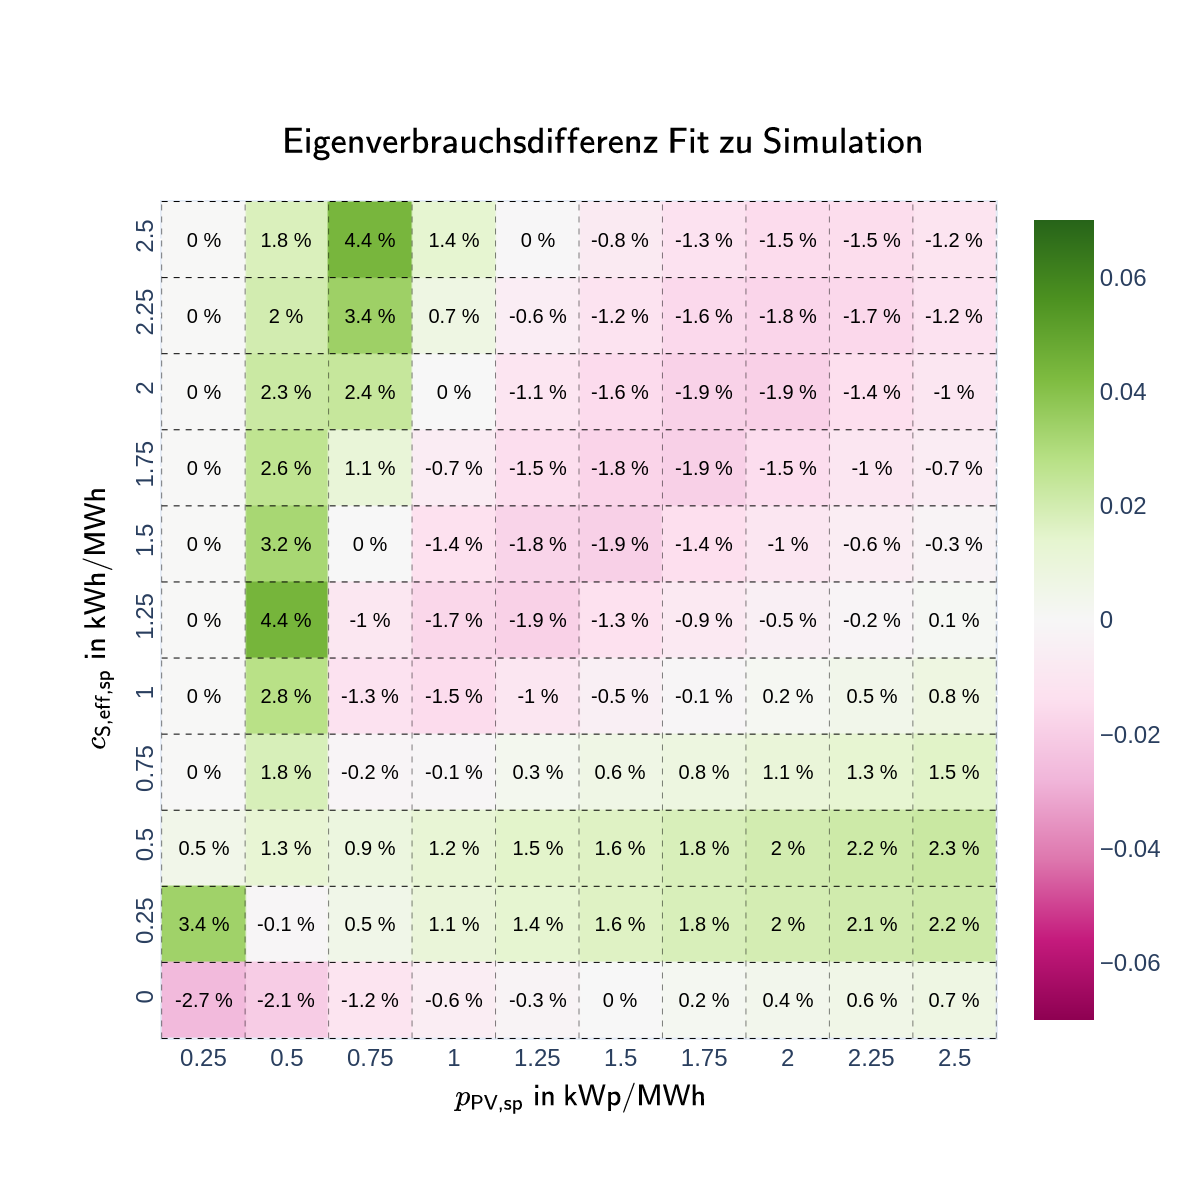 Eigenverbrauchsdifferenz Fit zu Simulation
2.5 0 % 1.8 % 4.4 % 1.4 % 0 % -0.8 % -1.3 % -1.5 % -1.5 % -1.2 %
2.25 0 % 2 % 3.4 % 0.7 % -0.6 % -1.2 % -1.6 % -1.8 % -1.7 % -1.2 %
2 0 % 2.3 % 2.4 % 0 % -1.1 % -1.6 % -1.9 % -1.9 % -1.4 % -1 %
1.75 0 % 2.6 % 1.1 % -0.7 % -1.5 % -1.8 % -1.9 % -1.5 % -1 % -0.7 %
1.5 0 % 3.2 % 0 % -1.4 % -1.8 % -1.9 % -1.4 % -1 % -0.6 % -0.3 %
1.25 0 % 4.4 % -1 % -1.7 % -1.9 % -1.3 % -0.9 % -0.5 % -0.2 % 0.1 %
1 0 % 2.8 % -1.3 % -1.5 % -1 % -0.5 % -0.1 % 0.2 % 0.5 % 0.8 %
0.75 0 % 1.8 % -0.2 % -0.1 % 0.3 % 0.6 % 0.8 % 1.1 % 1.3 % 1.5 %
0.5 0.5 % 1.3 % 0.9 % 1.2 % 1.5 % 1.6 % 1.8 % 2 % 2.2 % 2.3 %
0.25 3.4 % -0.1 % 0.5 % 1.1 % 1.4 % 1.6 % 1.8 % 2 % 2.1 % 2.2 %
0 -2.7 % -2.1 % -1.2 % -0.6 % -0.3 % 0 % 0.2 % 0.4 % 0.6 % 0.7 %
0.25 0.5 0.75 1 1.25 1.5 1.75 2 2.25 2.5
p PV,sp in kWp/MWh
c S,eff,sp in kWh/MWh
0.06
0.04
0.02
0
−0.02
−0.04
−0.06